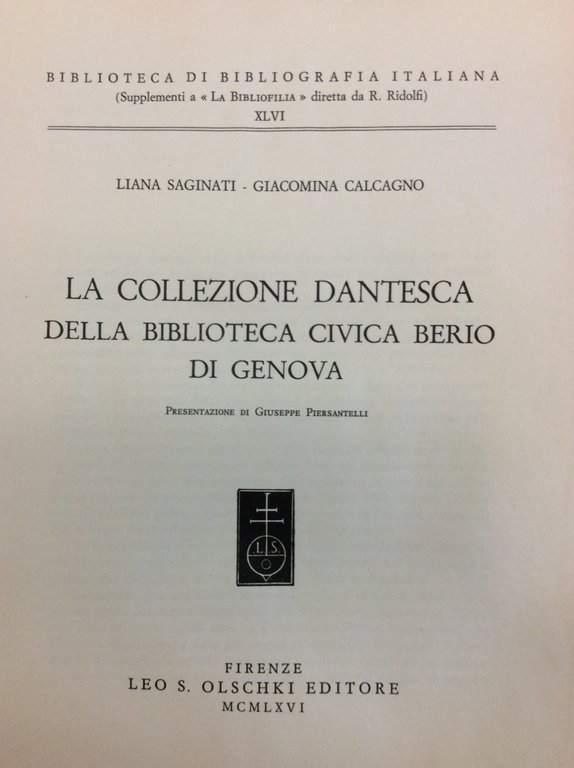 BIBLIOTECA DI BIBLIOGRAFIA ITALIANA
(Supplementi a « La Bibliofilia » diretta da R. Ridolfi)
XLVI
LIANA SAGINATI - GIACOMINA CALCAGNO
LA COLLEZIONE DANTESCA
DELLA BIBLIOTECA CIVICA BERIO
DI GENOVA
Presentazione di Giuseppe Piersantelli
L. S.
FIRENZE
LEO S. OLSCHKI EDITORE
MCMLXVI